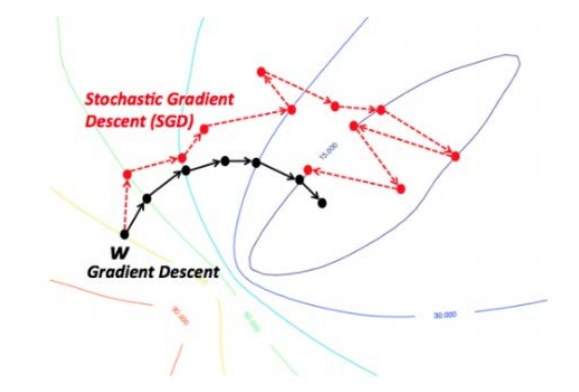 Stochastic Gradient
Descent (SGD)
15,000
W
Gradient Descent
30,000